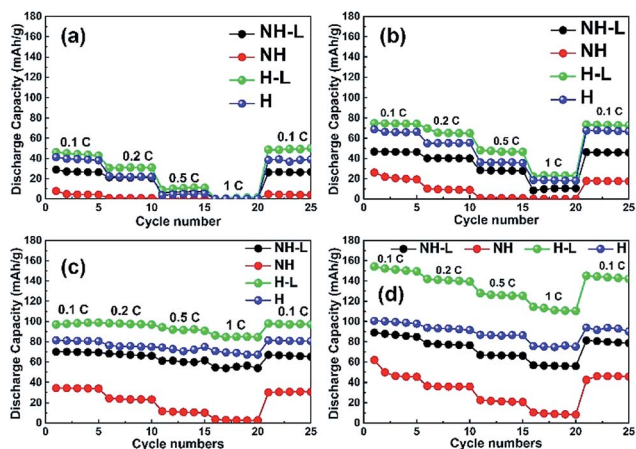 (a)
NH-L
NH
H-L
H
0.1 C
0.2 C
0.5 C
1 C
0.1 C
Discharge Capacity (mAh/g)
180
160
140
120
100
80
60
40
20
0
0 5 10 15 20 25
Cycle number
(b)
NH-L
NH
H-L
H
0.1 C
0.2 C
0.5 C
1 C
0.1 C
Discharge Capacity (mAh/g)
180
160
140
120
100
80
60
40
20
0
0 5 10 15 20 25
Cycle number
(c)
NH-L
NH
H-L
H
0.1 C
0.2 C
0.5 C
1 C
0.1 C
Discharge Capacity (mAh/g)
180
160
140
120
100
80
60
40
20
0
0 5 10 15 20 25
Cycle numbers
NH-L NH H-L H
0.1 C
0.2 C
0.5 C
1 C
0.1 C
(d)
Discharge Capacity (mAh/g)
180
160
140
120
100
80
60
40
20
0
0 5 10 15 20 25
Cycle numbers